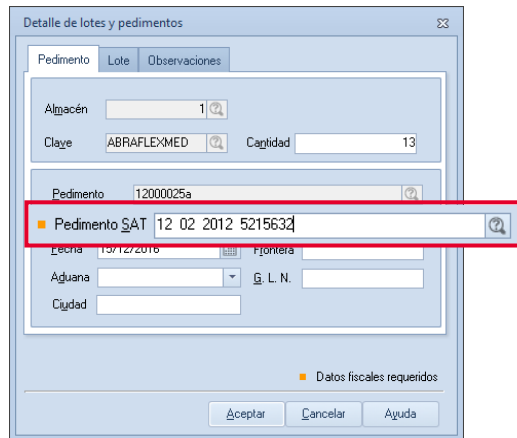 Detalle de lotes y pedimentos
Pedimento Lote Observaciones
Almacén 1
Clave ABRAFLEXMED Cantidad 13
Pedimento 12000025a
Pedimento SAT 12 02 2012 5215632
Fecha 15/12/2016 Frontera
Aduana G. L. N.
Ciudad
Datos fiscales requeridos
Aceptar Cancelar Ayuda